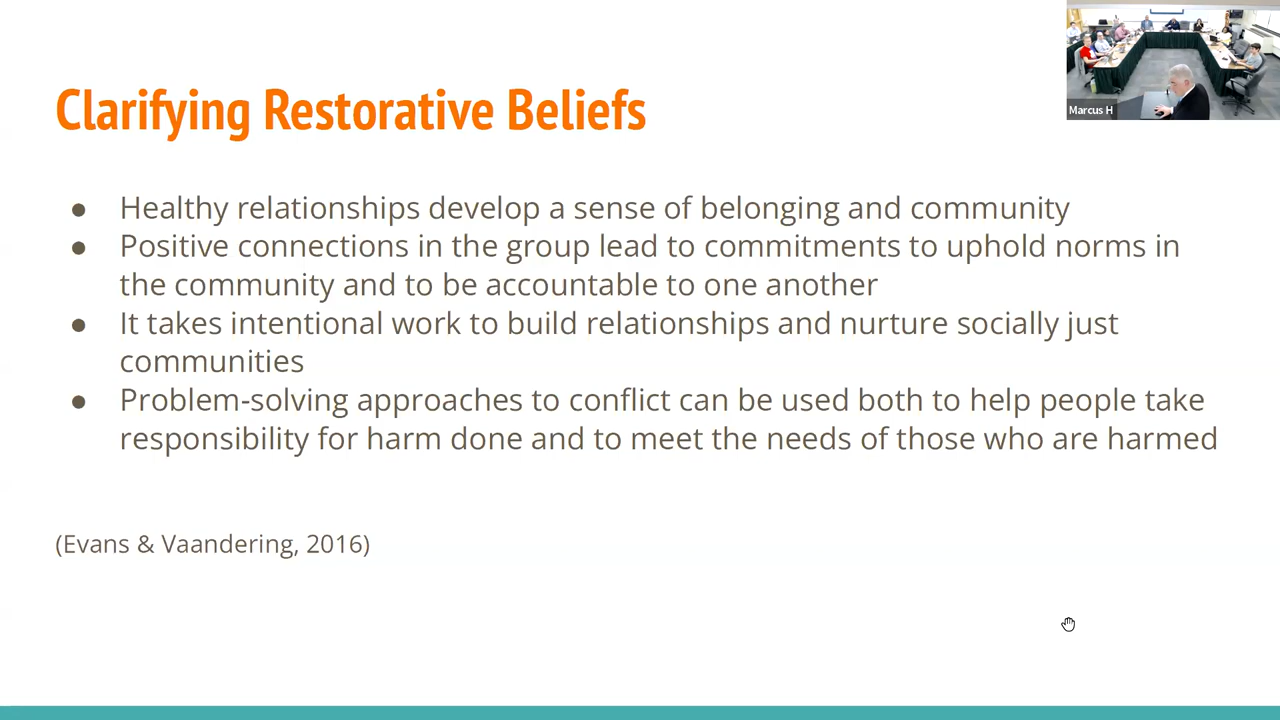 Clarifying Restorative Beliefs
Marcus H
● Healthy relationships develop a sense of belonging and community
● Positive connections in the group lead to commitments to uphold norms in
the community and to be accountable to one another
● It takes intentional work to build relationships and nurture socially just
communities
● Problem-solving approaches to conflict can be used both to help people take
responsibility for harm done and to meet the needs of those who are harmed
(Evans & Vaandering, 2016)